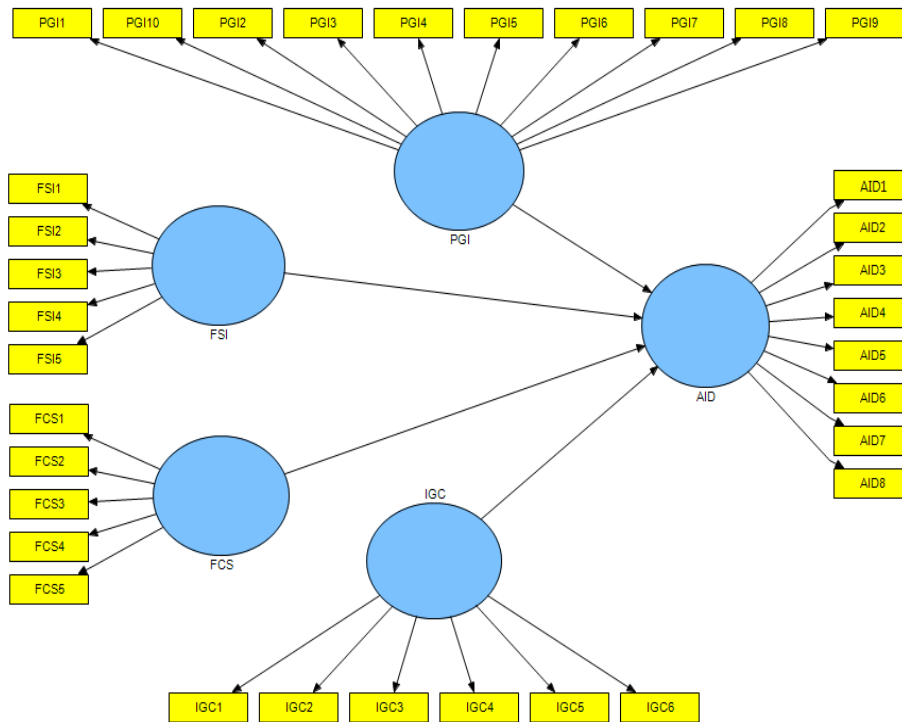 PGI1 PGI10 PGI2 PGI3 PGI4 PGI5 PGI6 PGI7 PGI8 PGI9
PGI
FSI1
FSI2
FSI3
FSI4
FSI5
FSI
AID1
AID2
AID3
AID4
AID5
AID6
AID7
AID8
AID
FCS1
FCS2
FCS3
FCS4
FCS5
FCS
IGC
IGC1 IGC2 IGC3 IGC4 IGC5 IGC6